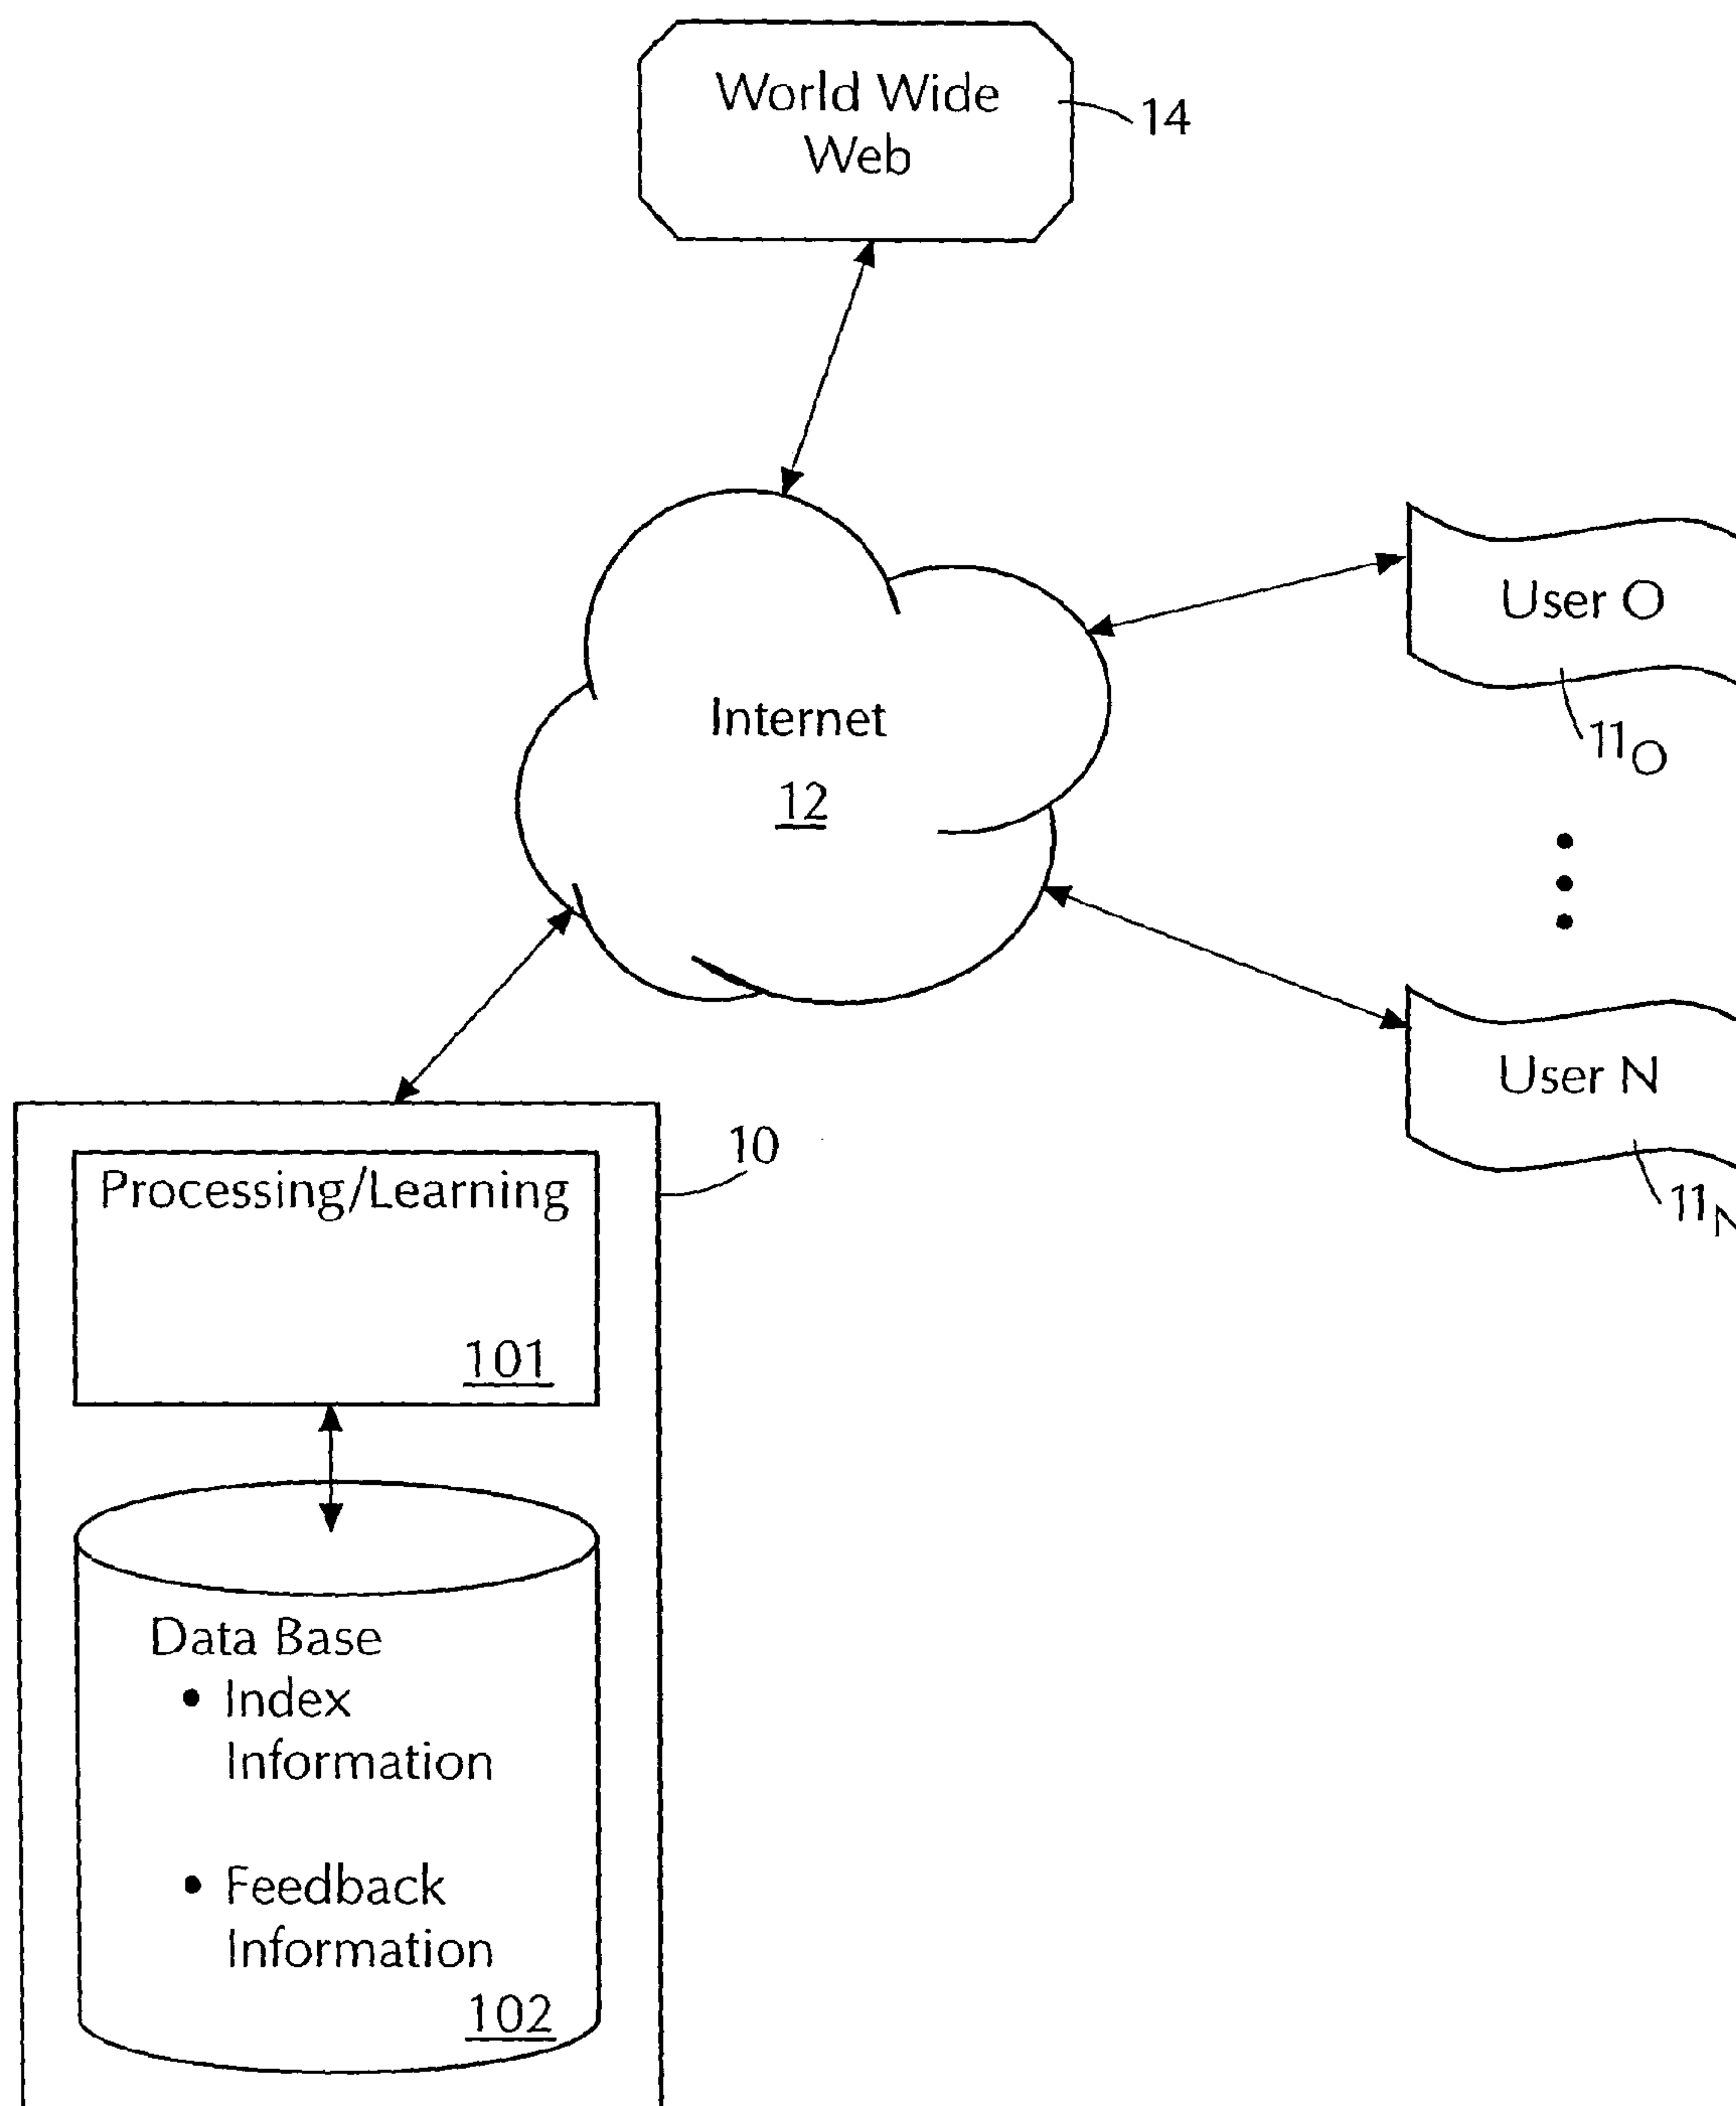 World Wide
Web
14
User O
11O
Internet
12
User N
11N
10
Processing/Learning
101
Data Base
• Index
Information
• Feedback
Information
102